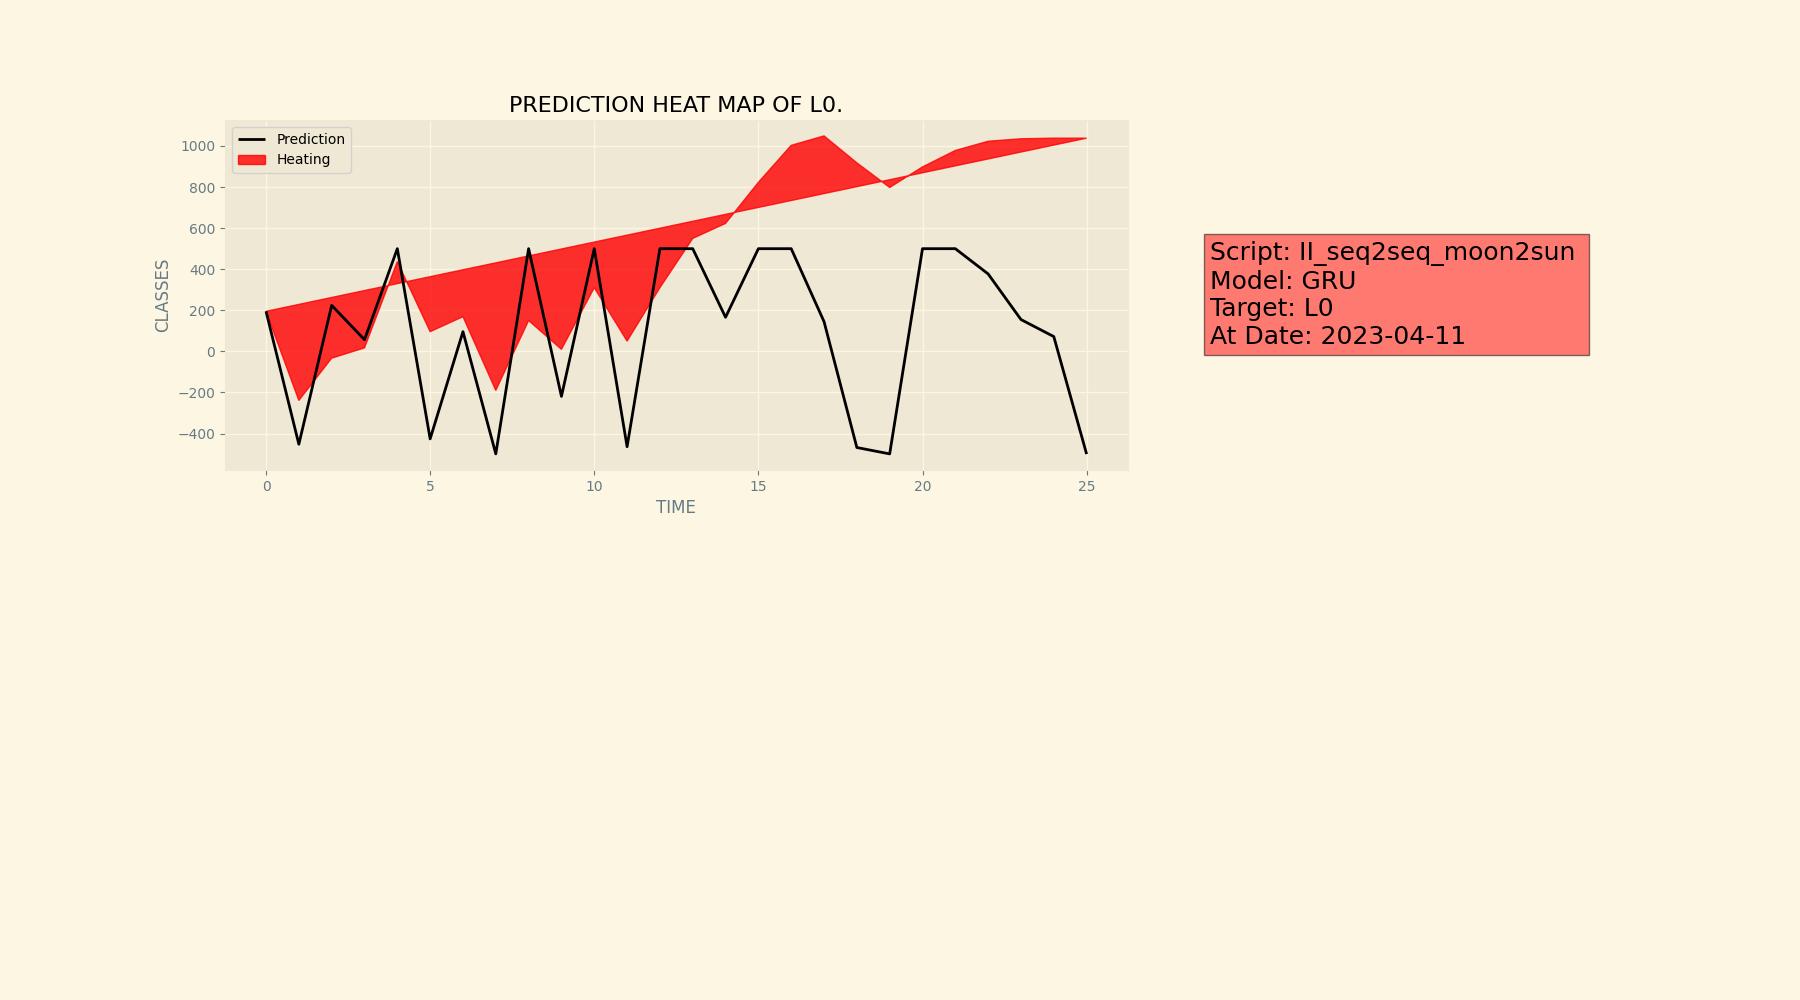 PREDICTION HEAT MAP OF L0.
Prediction
Heating
1000
800
600
400
200
0
−200
−400
CLASSES
0 5 10 15 20 25
TIME
Script: II_seq2seq_moon2sun
Model: GRU
Target: L0
At Date: 2023-04-11